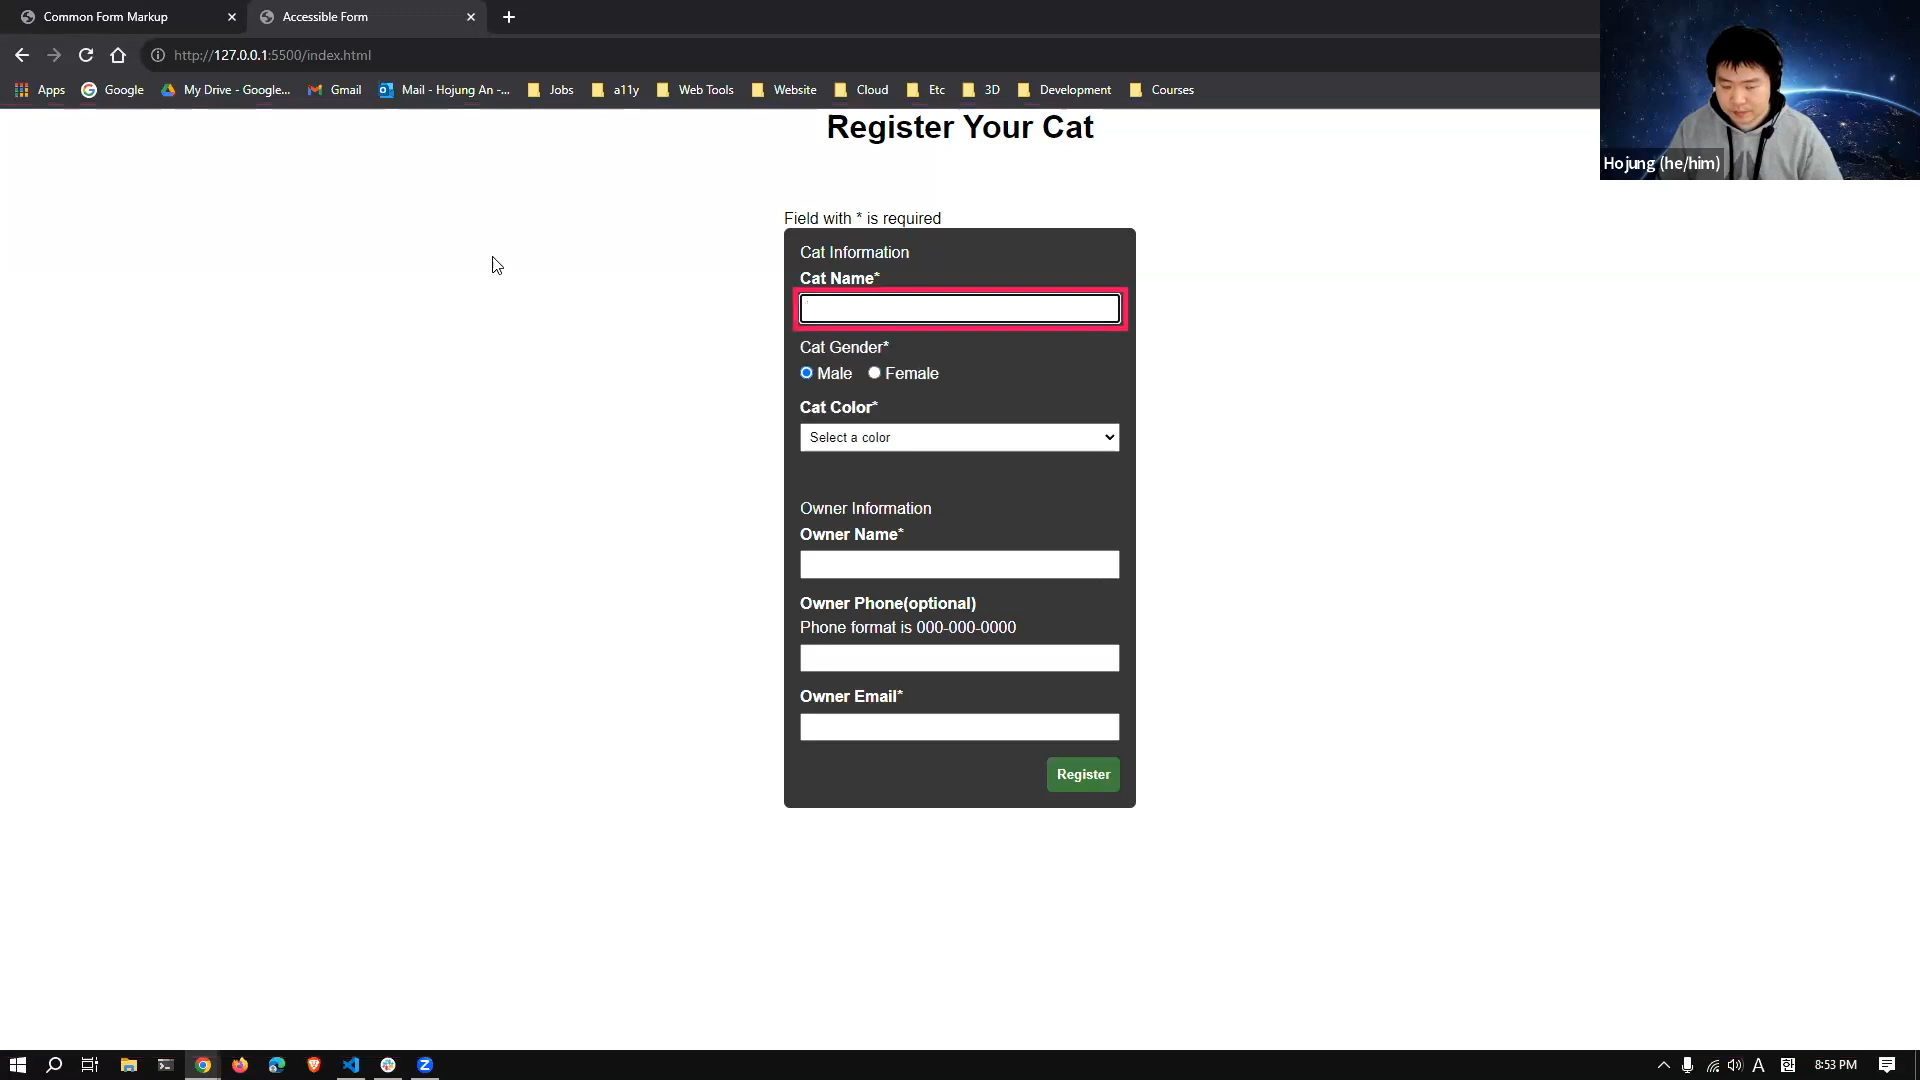 Common Form Markup
Accessible Form
http://127.0.0.1:5500/index.html
Apps Google My Drive - Google... Gmail Mail - Hojung An -... Jobs a11y Web Tools Website Cloud Etc 3D Development Courses
Hojung (he/him)
Register Your Cat
Field with * is required
Cat Information
Cat Name*
Cat Gender*
Male Female
Cat Color*
Select a color
Owner Information
Owner Name*
Owner Phone(optional)
Phone format is 000-000-0000
Owner Email*
Register
A 8:53 PM